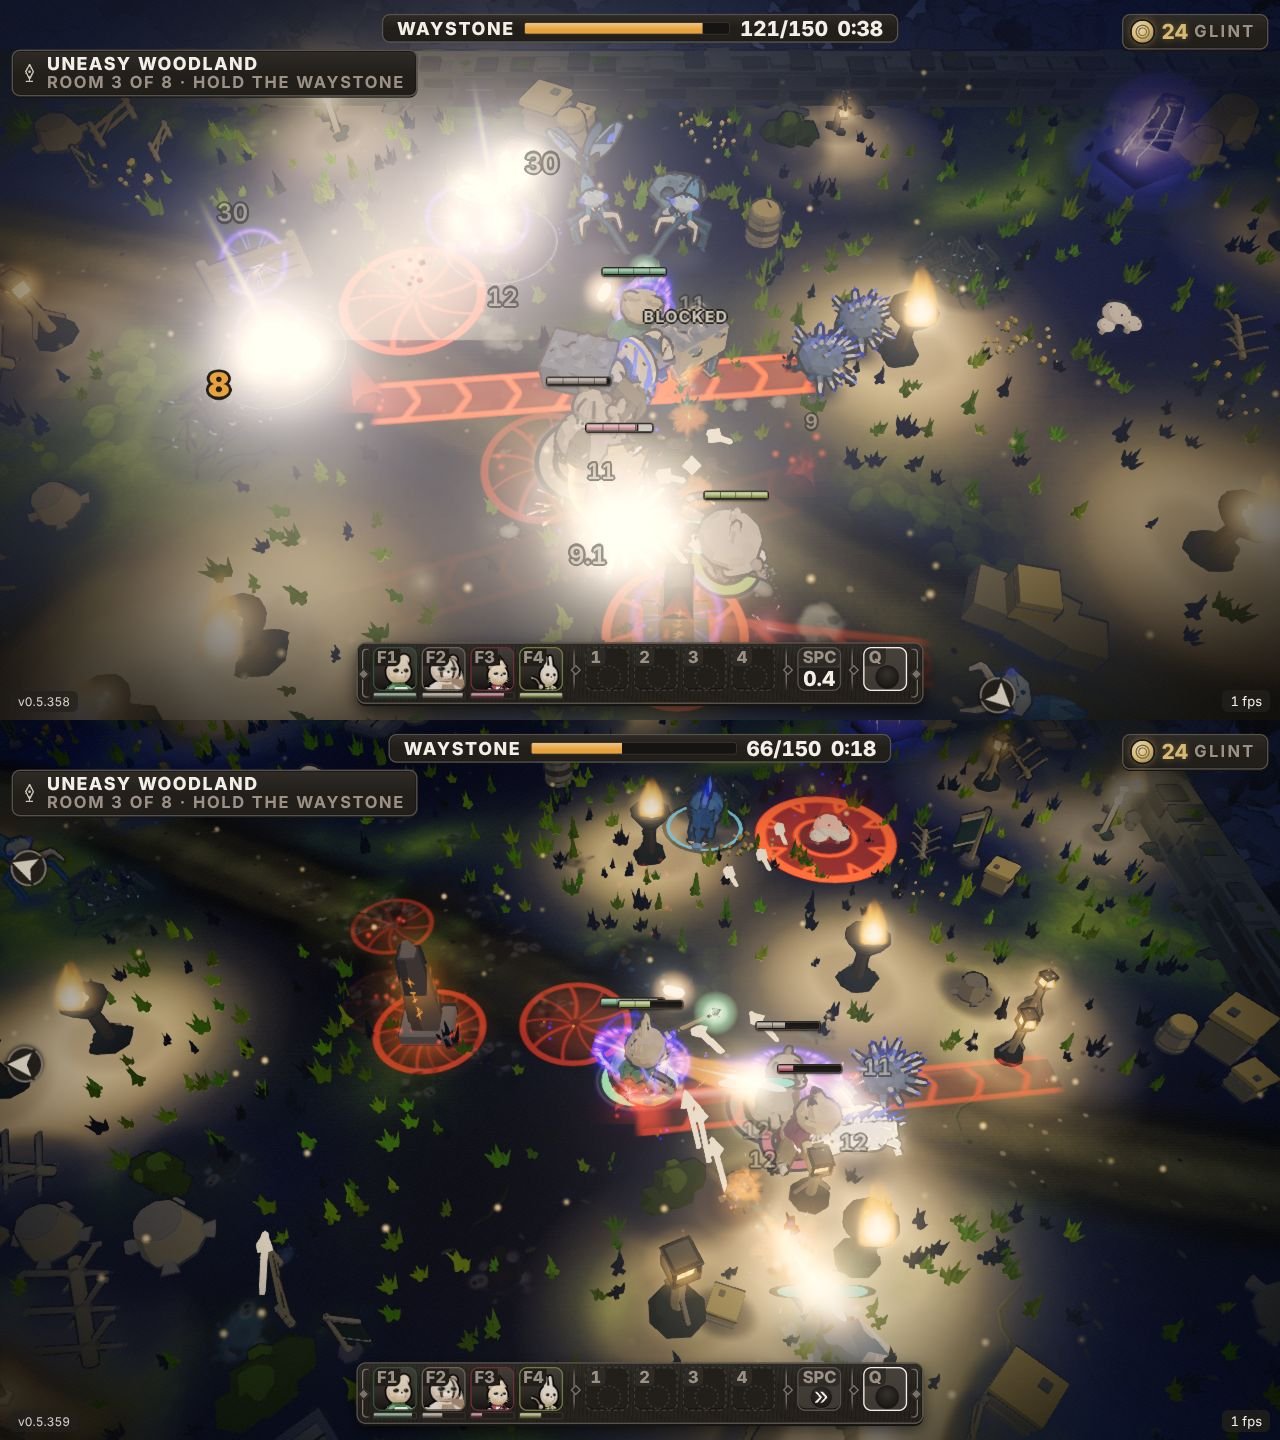 WAYSTONE 121/150 0:38
24 GLINT
UNEASY WOODLAND
ROOM 3 OF 8 · HOLD THE WAYSTONE
30
30
12
11
BLOCKED
8
9
11
9.1
F1 F2 F3 F4 1 2 3 4 SPC Q
0.4
v0.5.358
1 fps
WAYSTONE 66/150 0:18
24 GLINT
UNEASY WOODLAND
ROOM 3 OF 8 · HOLD THE WAYSTONE
11
12
12
12
F1 F2 F3 F4 1 2 3 4 SPC Q
v0.5.359
1 fps